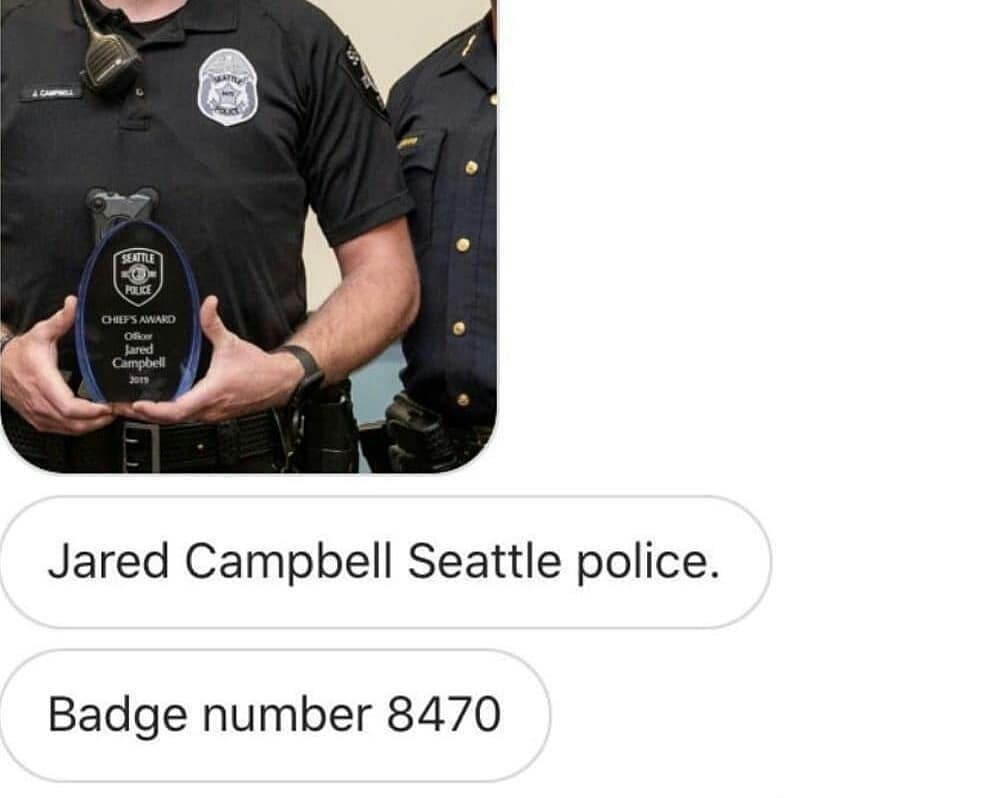 J. CAMPBELL
SEATTLE
POLICE
SEATTLE
POLICE
CHIEF'S AWARD
Officer
Jared
Campbell
2019
Jared Campbell Seattle police.
Badge number 8470